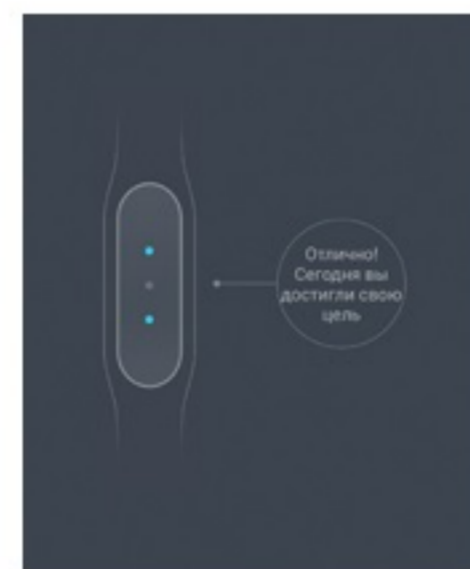 Отлично!
Сегодня вы
достигли свою
цель